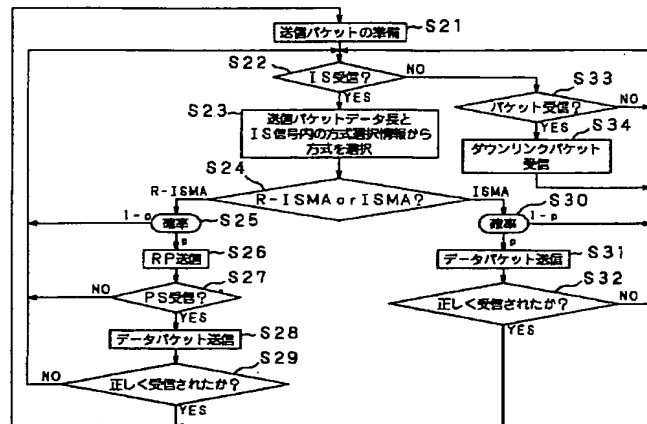 送信パケットの準備
S21
S22
IS受信?
NO
YES
S33
パケット受信?
NO
YES
S34
ダウンリンクパケット
受信
S23
送信パケットデータ長と
IS信号内の方式選択情報から
方式を選択
S24
R-ISMA or ISMA?
R-ISMA
ISMA
1-p
確率
S25
p
S26
RP送信
S27
PS受信?
NO
YES
S28
データパケット送信
S29
正しく受信されたか?
NO
YES
S30
確率
1-p
p
S31
データパケット送信
S32
正しく受信されたか?
NO
YES